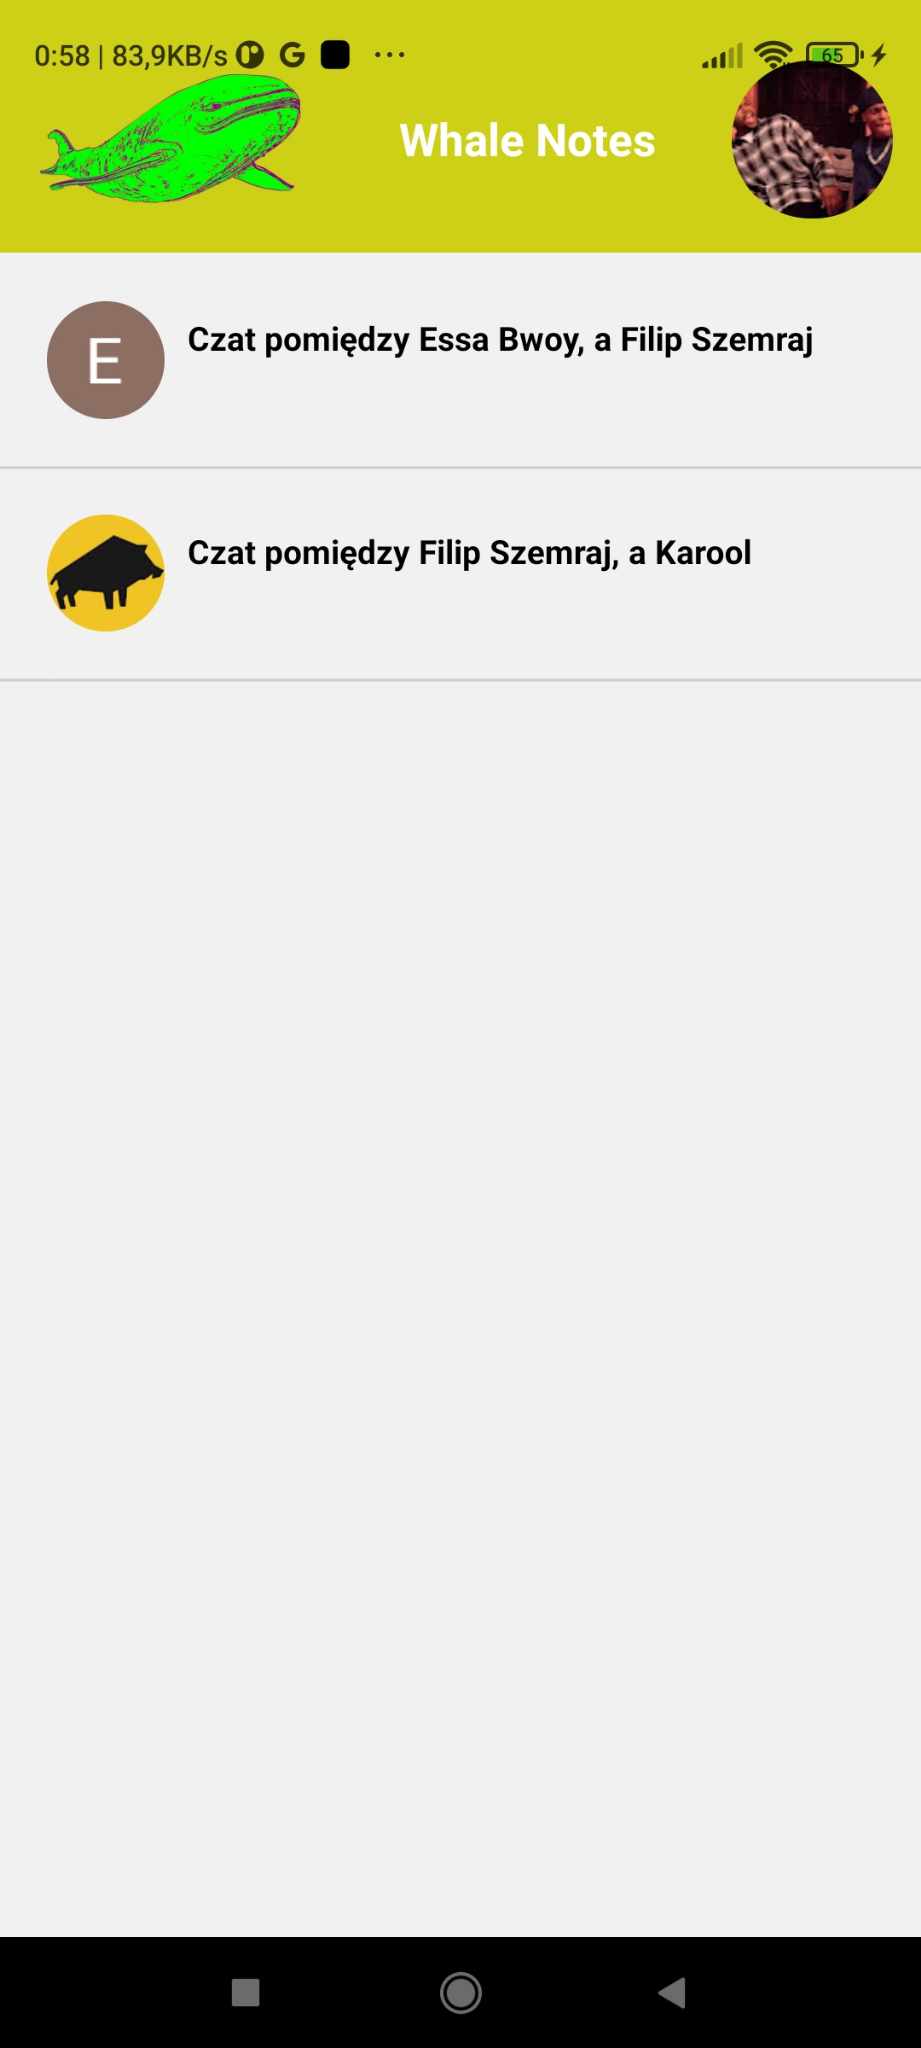 0:58 | 83,9KB/s G ...
65
Whale Notes
E
Czat pomiędzy Essa Bwoy, a Filip Szemraj
Czat pomiędzy Filip Szemraj, a Karool